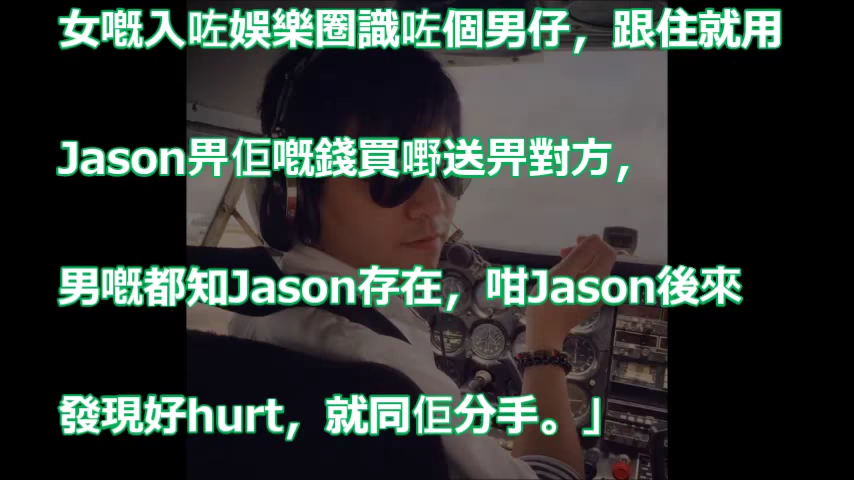 女嘅入咗娛樂圈識咗個男仔，跟住就用
Jason畀佢嘅錢買嘢送畀對方，
男嘅都知Jason存在，咁Jason後來
發現好hurt，就同佢分手。」